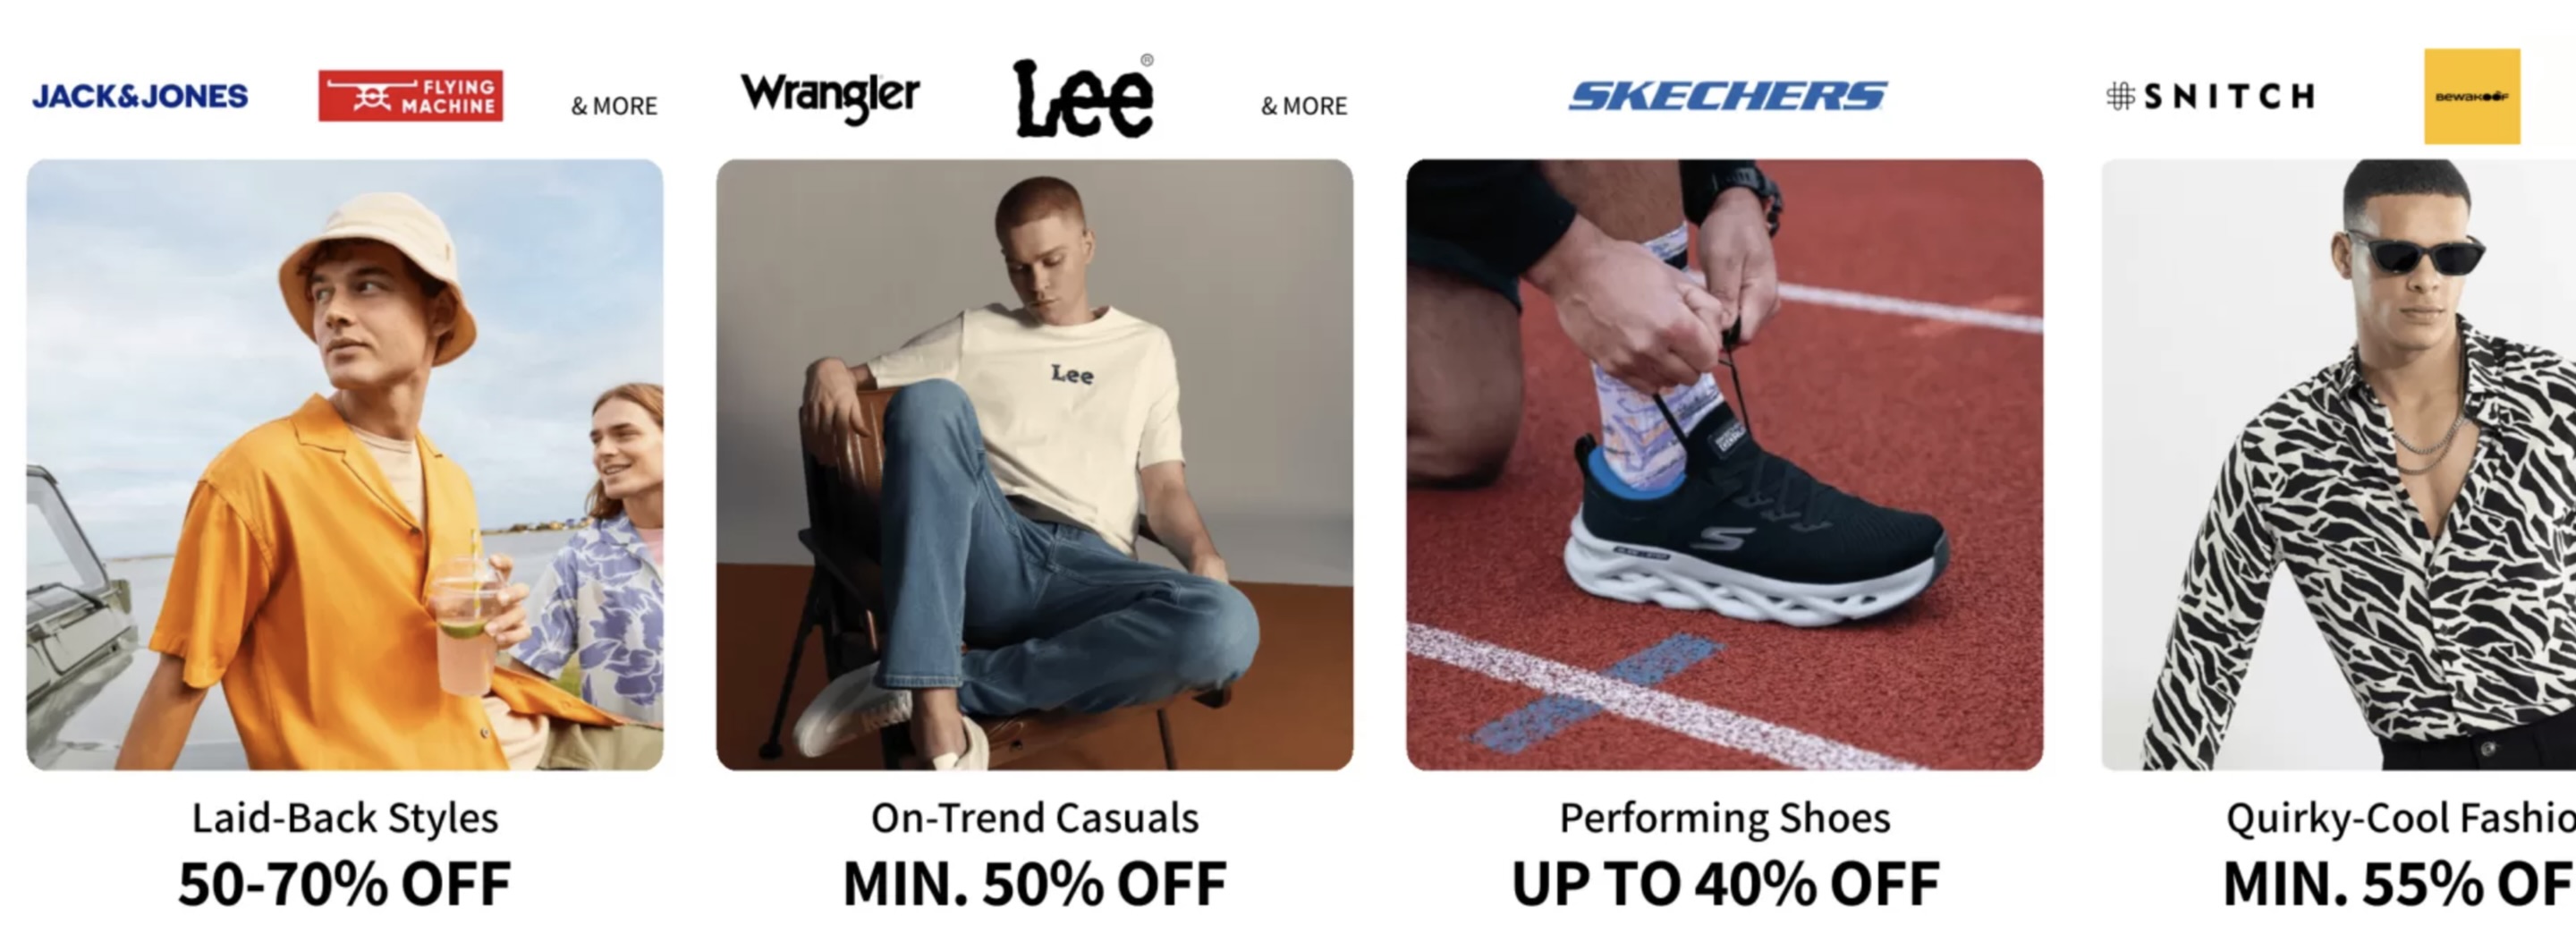 JACK&JONES
FLYING
MACHINE
& MORE
Laid-Back Styles
50-70% OFF
Wrangler
Lee®
& MORE
Lee
On-Trend Casuals
MIN. 50% OFF
SKECHERS
Performing Shoes
UP TO 40% OFF
SNITCH
BEWAKOOF
Quirky-Cool Fashio
MIN. 55% OF